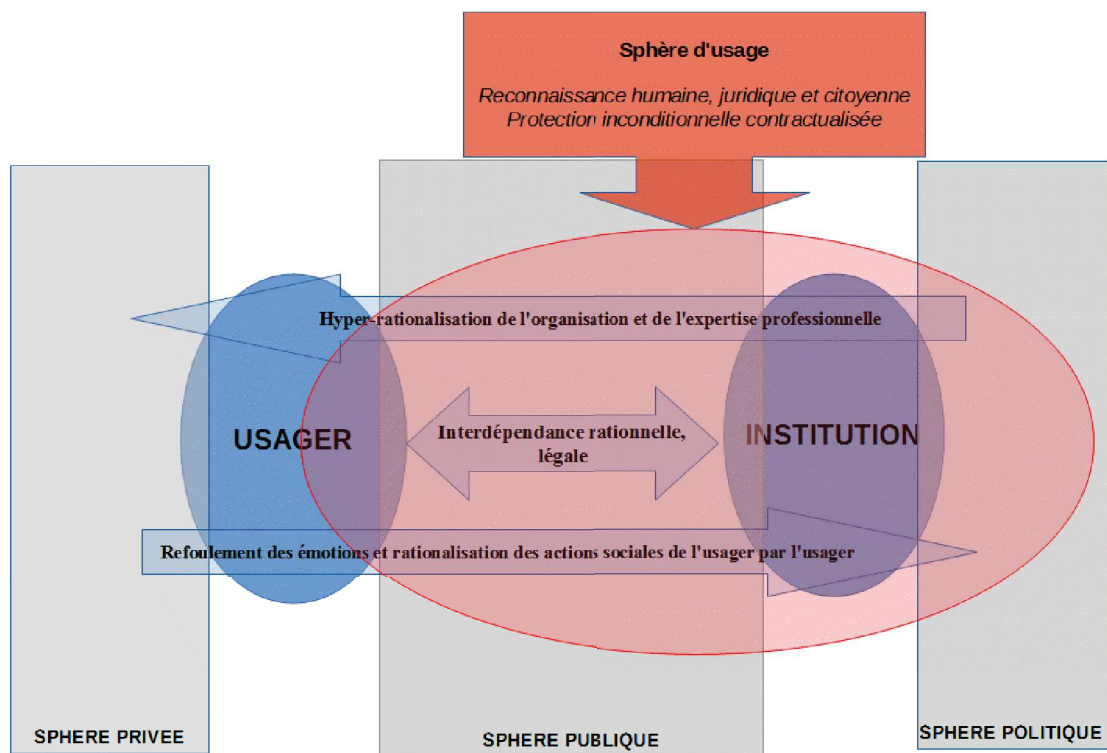 Sphère d'usage
Reconnaissance humaine, juridique et citoyenne
Protection inconditionnelle contractualisée
Hyper-rationalisation de l'organisation et de l'expertise professionnelle
USAGER
Interdépendance rationnelle,
légale
INSTITUTION
Refoulement des émotions et rationalisation des actions sociales de l'usager par l'usager
SPHERE PRIVEE
SPHERE PUBLIQUE
SPHERE POLITIQUE